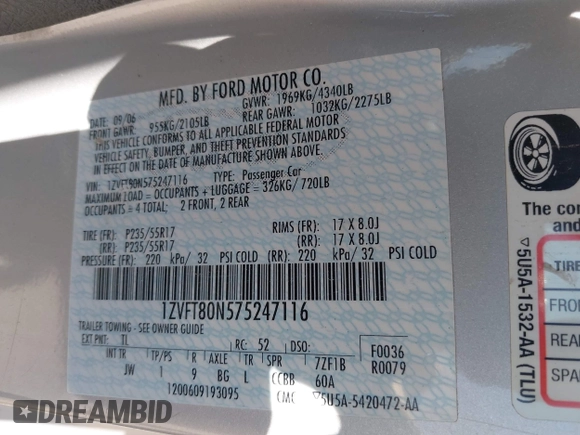 MFD. BY FORD MOTOR CO.
DATE: 09/06 GVWR: 1969KG/4340LB
FRONT GAWR: 955KG/2105LB REAR GAWR: 1032KG/2275LB
THIS VEHICLE CONFORMS TO ALL APPLICABLE FEDERAL MOTOR
VEHICLE SAFETY, BUMPER, AND THEFT PREVENTION STANDARDS
IN EFFECT ON THE DATE OF MANUFACTURE SHOWN ABOVE.
VIN: 1ZVFT80N575247116 TYPE: Passenger Car
MAXIMUM LOAD = OCCUPANTS + LUGGAGE = 326KG/720LB
OCCUPANTS = 4 TOTAL; 2 FRONT, 2 REAR
TIRE (FR): P235/55R17 RIMS (FR): 17 X 8.0J
(RR): P235/55R17 (RR): 17 X 8.0J
PRESSURE (FR): 220 kPa/ 32 PSI COLD (RR): 220 kPa/ 32 PSI COLD
1ZVFT80N575247116
TRAILER TOWING - SEE OWNER GUIDE
EXT PNT: TL RC: 52 DSO: F0036
INT TR TP/PS R AXLE TR SPR 7ZF1B R0079
JW 1 9 BG L CCBB 60A
1200609193095 5U5A-5420472-AA
The con
and
TIRE
FRON
REAR
SPAR
5U5A-1532-AA (TLU)
DREAMBID DREAMBID